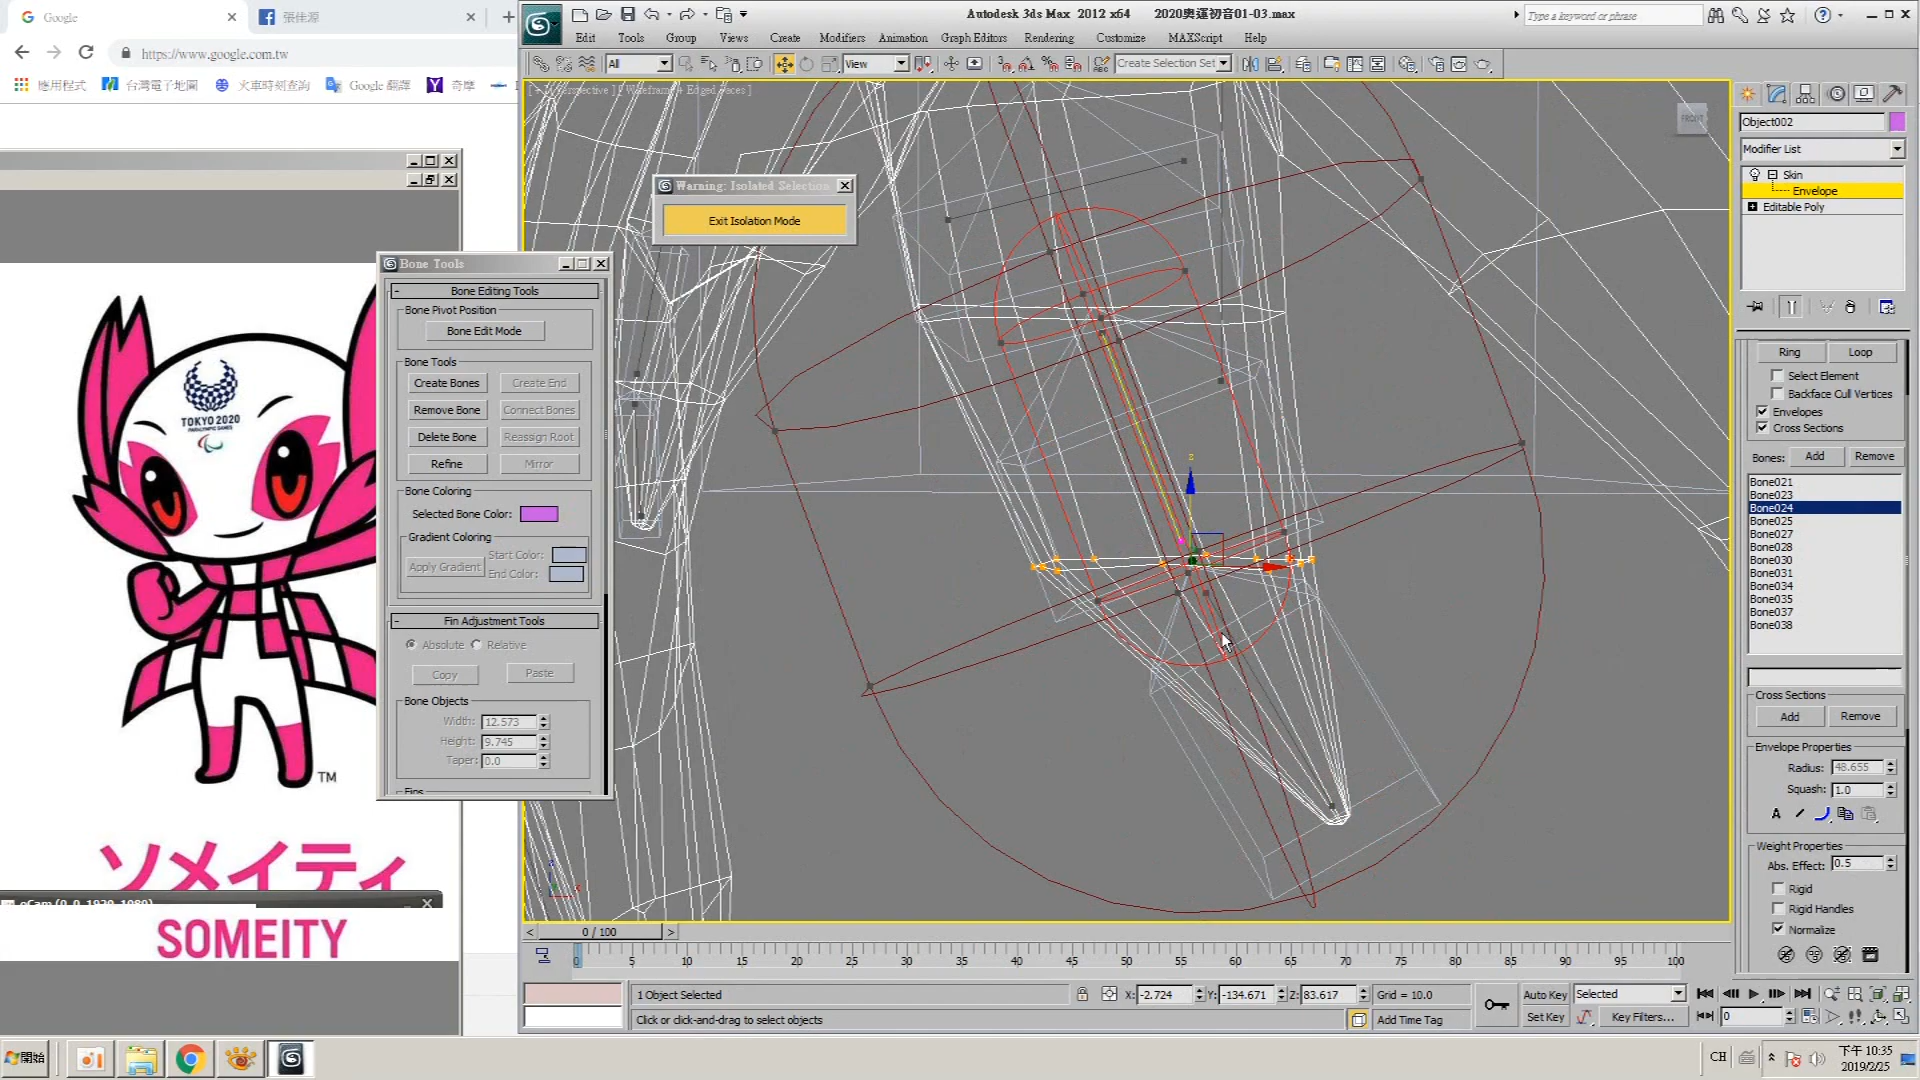 Google
張佳源
https://www.google.com.tw
應用程式
台灣電子地圖
火車時刻查詢
Google 翻譯
奇摩
Autodesk 3ds Max 2012 x64
2020奧運初音01-03.max
Type a keyword or phrase
Edit
Tools
Group
Views
Create
Modifiers
Animation
Graph Editors
Rendering
Customize
MAXScript
Help
All
View
Create Selection Set
FRONT
Warning: Isolated Selection
Exit Isolation Mode
Bone Tools
Bone Editing Tools
Bone Pivot Position
Bone Edit Mode
Bone Tools
Create Bones
Create End
Remove Bone
Connect Bones
Delete Bone
Reassign Root
Refine
Mirror
Bone Coloring
Selected Bone Color:
Gradient Coloring
Apply Gradient
Start Color:
End Color:
Fin Adjustment Tools
Absolute
Relative
Copy
Paste
Bone Objects
Width: 12.573
Height: 9.745
Taper: 0.0
Fins
TOKYO 2020
PARALYMPIC GAMES
TM
ソメイティ
SOMEITY
Object002
Modifier List
Skin
Envelope
Editable Poly
Ring
Loop
Select Element
Backface Cull Vertices
Envelopes
Cross Sections
Bones:
Add
Remove
Bone021
Bone023
Bone024
Bone025
Bone027
Bone028
Bone030
Bone031
Bone034
Bone035
Bone037
Bone038
Cross Sections
Add
Remove
Envelope Properties
Radius: 48.655
Squash: 1.0
Weight Properties
Abs. Effect: 0.5
Rigid
Rigid Handles
Normalize
0 / 100
0 5 10 15 20 25 30 35 40 45 50 55 60 65 70 75 80 85 90 95 100
1 Object Selected
X: -2.724
Y: -134.671
Z: 83.617
Grid = 10.0
Auto Key
Selected
Click or click-and-drag to select objects
Add Time Tag
Set Key
Key Filters...
0
開始
CH
下午 10:35
2019/2/25